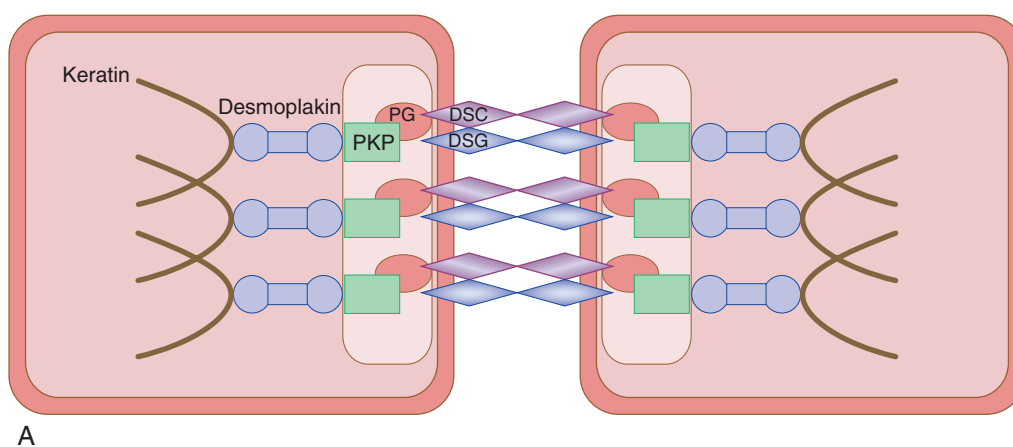 Keratin
Desmoplakin
PG
DSC
PKP
DSG
A